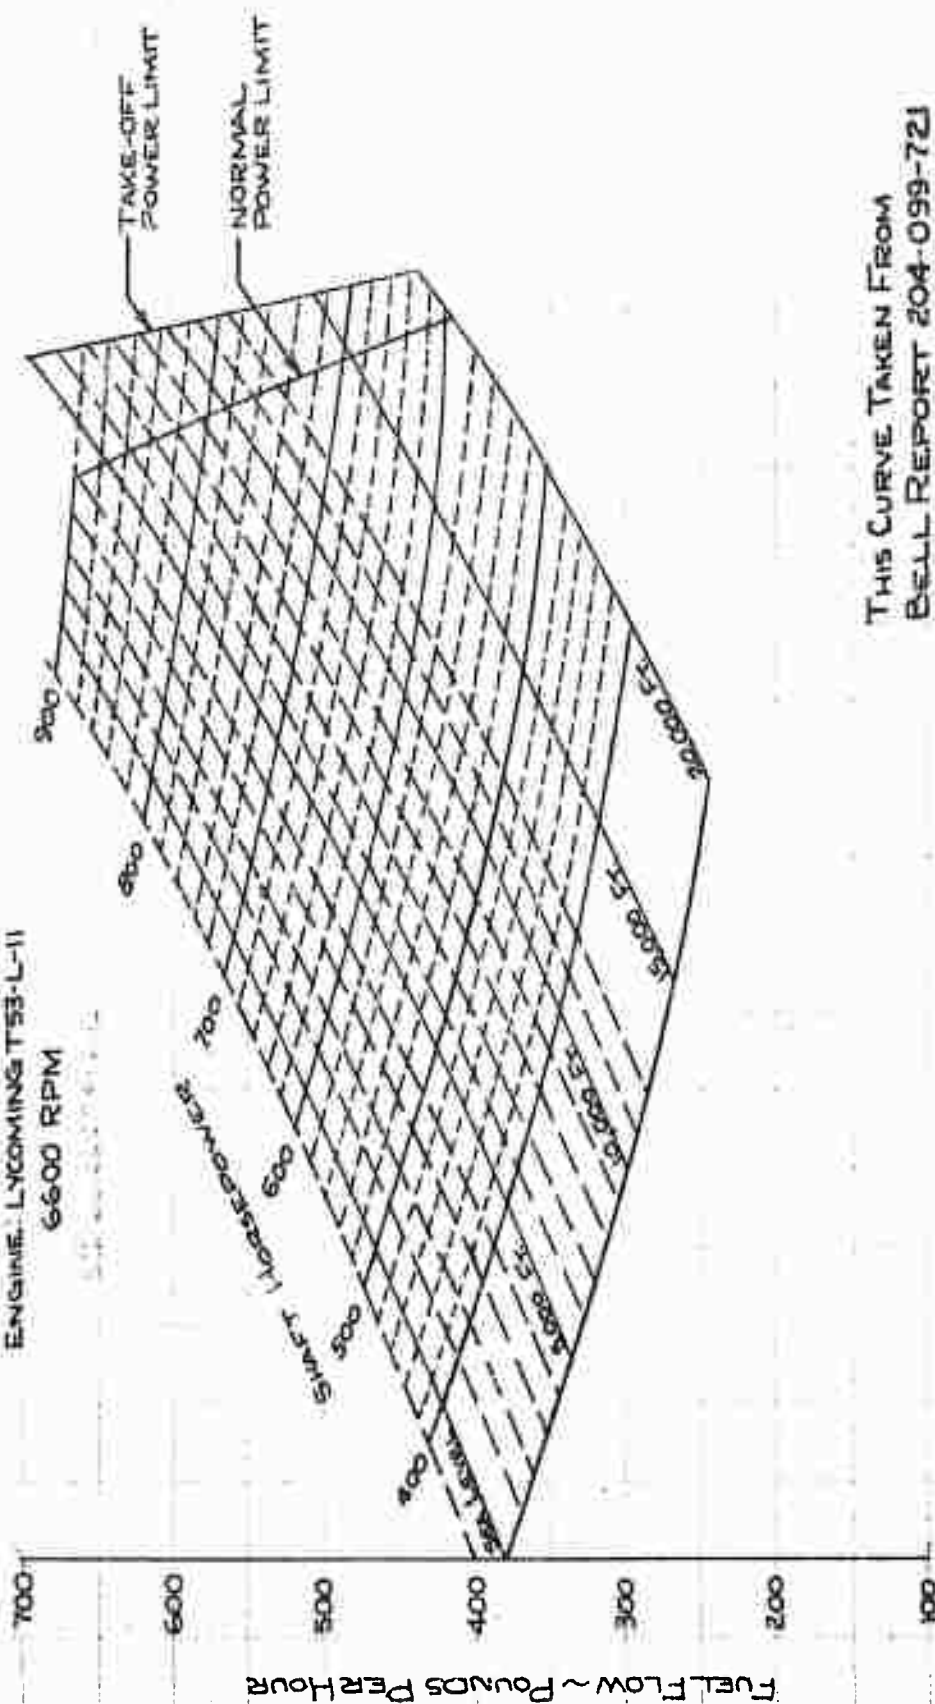 ENGINE: LYCOMING T53-L-11
6600 RPM
TAKE-OFF
POWER LIMIT
NORMAL
POWER LIMIT
SHAFT HORSEPOWER
400
500
600
700
800
900
SEA LEVEL
5,000 FT.
10,000 FT.
15,000 FT.
20,000 FT.
FUEL FLOW ~ POUNDS PER HOUR
700
600
500
400
300
200
100
THIS CURVE TAKEN FROM
BELL REPORT 204-099-721